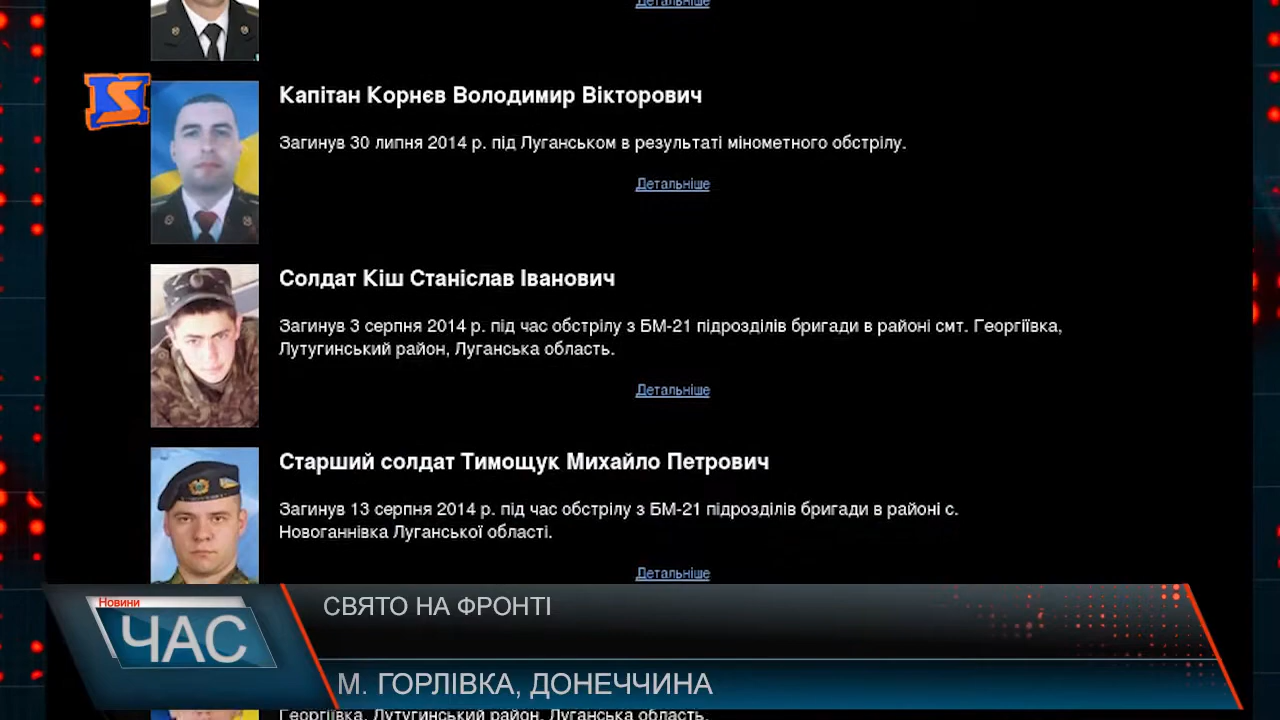 Детальніше
Капітан Корнєв Володимир Вікторович
Загинув 30 липня 2014 р. під Луганськом в результаті мінометного обстрілу.
Детальніше
Солдат Кіш Станіслав Іванович
Загинув 3 серпня 2014 р. під час обстрілу з БМ-21 підрозділів бригади в районі смт. Георгіївка,
Лутугинський район, Луганська область.
Детальніше
Старший солдат Тимощук Михайло Петрович
Загинув 13 серпня 2014 р. під час обстрілу з БМ-21 підрозділів бригади в районі с.
Новоганнівка Луганської області.
Детальніше
Новини
ЧАС
СВЯТО НА ФРОНТІ
М. ГОРЛІВКА, ДОНЕЧЧИНА
Георгіївка, Лутугинський район, Луганська область.